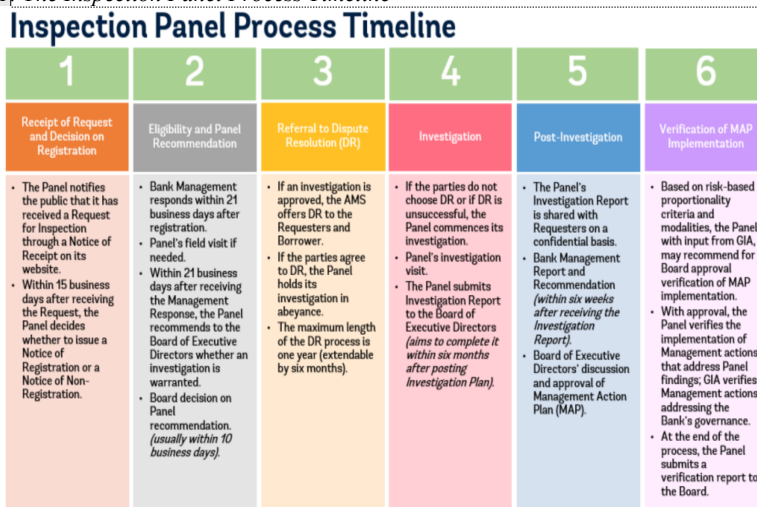 The Inspection Panel Process Timeline
Inspection Panel Process Timeline
1
Receipt of Request
and Decision on
Registration
• The Panel notifies
the public that it has
received a Request
for Inspection
through a Notice of
Receipt on its
website.
• Within 15 business
days after receiving
the Request, the
Panel decides
whether to issue a
Notice of
Registration or a
Notice of Non-
Registration.
2
Eligibility and Panel
Recommendation
• Bank Management
responds within 21
business days after
registration.
• Panel's field visit if
needed.
• Within 21 business
days after receiving
the Management
Response, the Panel
recommends to the
Board of Executive
Directors whether an
investigation is
warranted.
• Board decision on
Panel
recommendation.
(usually within 10
business days).
3
Referral to Dispute
Resolution (DR)
• If an investigation is
approved, the AMS
offers DR to the
Requesters and
Borrower.
• If the parties agree
to DR, the Panel
holds its
investigation in
abeyance.
• The maximum length
of the DR process is
one year (extendable
by six months).
4
Investigation
• If the parties do not
choose DR or if DR is
unsuccessful, the
Panel commences its
investigation.
• Panel's investigation
visit.
• The Panel submits
Investigation Report
to the Board of
Executive Directors
(aims to complete it
within six months
after posting
Investigation Plan).
5
Post-Investigation
• The Panel's
Investigation Report
is shared with
Requesters on a
confidential basis.
• Bank Management
Report and
Recommendation
(within six weeks
after receiving the
Investigation
Report).
• Board of Executive
Directors' discussion
and approval of
Management Action
Plan (MAP).
6
Verification of MAP
Implementation
• Based on risk-based
proportionality
criteria and
modalities, the Panel
with input from GIA,
may recommend for
Board approval
verification of MAP
implementation.
• With approval, the
Panel verifies the
implementation of
Management actions
that address Panel
findings; GIA verifies
Management actions
addressing the
Bank's governance.
• At the end of the
process, the Panel
submits a
verification report to
the Board.